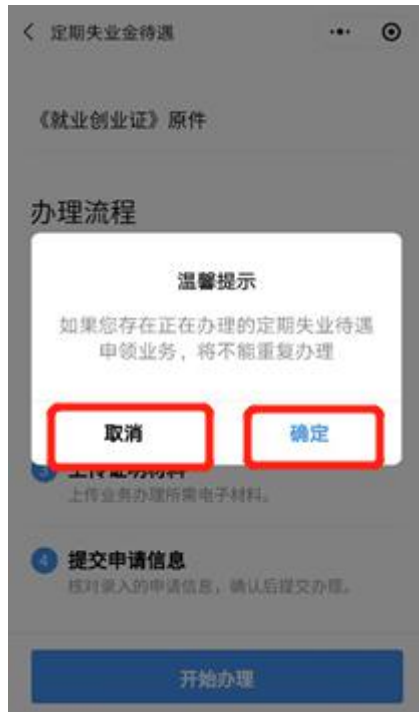 定期失业金待遇
《就业创业证》原件
办理流程
温馨提示
如果您存在正在办理的定期失业待遇
申领业务，将不能重复办理
取消
确定
上传证明材料
上传业务办理所需电子材料。
4 提交申请信息
核对录入的申请信息，确认后提交办理。
开始办理